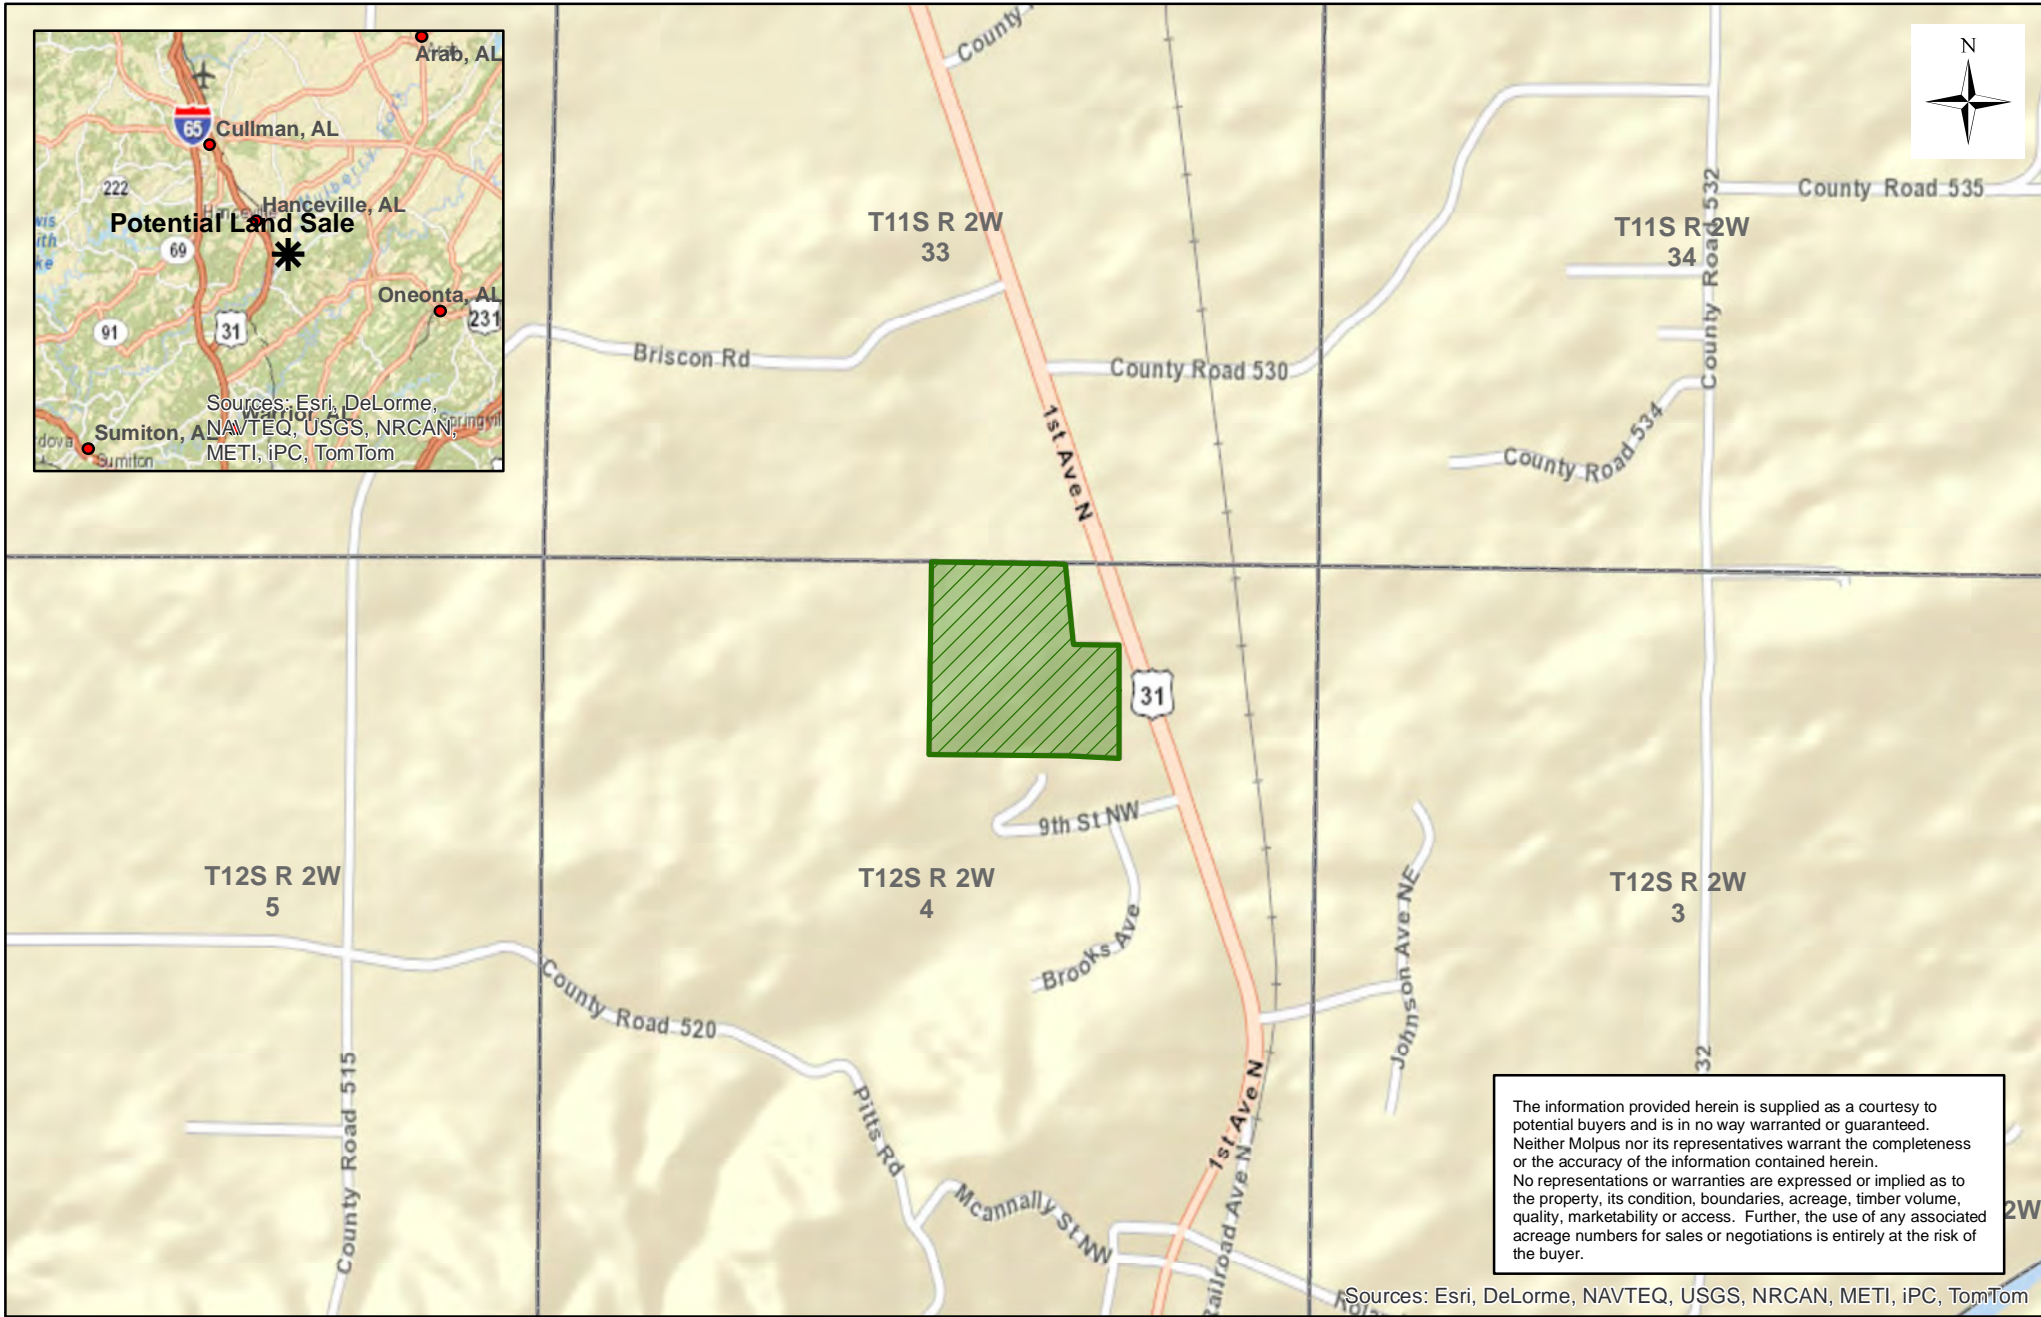 Arab, AL
65
Cullman, AL
222
Hanceville, AL
Potential Land Sale
69
Oneonta, AL
231
91
31
Sources: Esri, DeLorme,
NAVTEQ, USGS, NRCAN,
METI, iPC, TomTom
Warrior, AL
Sumiton, AL
Sumiton
N
County
T11S R 2W
33
T11S R 2W
34
County Road 532
County Road 535
Briscon Rd
County Road 530
1st Ave N
County Road 534
31
9th St NW
T12S R 2W
5
T12S R 2W
4
T12S R 2W
3
Brooks Ave
Johnson Ave NE
County Road 520
County Road 515
Pitts Rd
Mcannally St NW
1st Ave N
Railroad Ave N
32
2W
The information provided herein is supplied as a courtesy to
potential buyers and is in no way warranted or guaranteed.
Neither Molpus nor its representatives warrant the completeness
or the accuracy of the information contained herein.
No representations or warranties are expressed or implied as to
the property, its condition, boundaries, acreage, timber volume,
quality, marketability or access. Further, the use of any associated
acreage numbers for sales or negotiations is entirely at the risk of
the buyer.
Sources: Esri, DeLorme, NAVTEQ, USGS, NRCAN, METI, iPC, TomTom